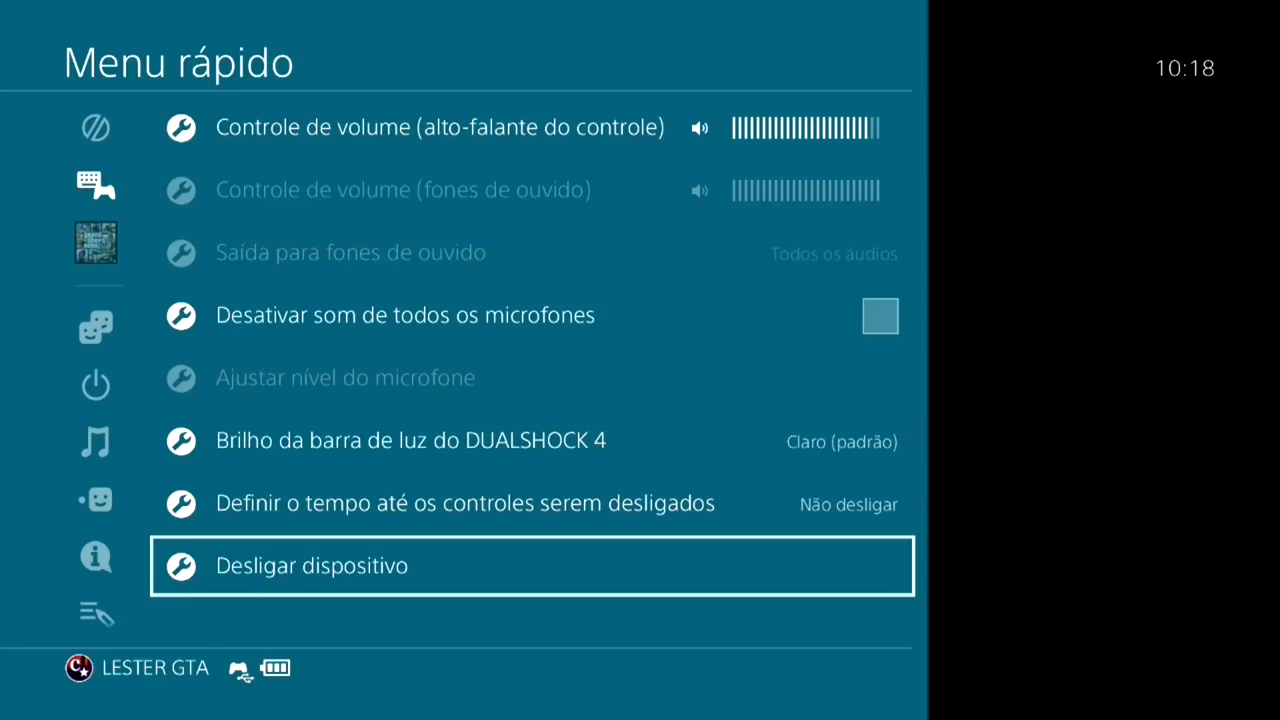 Menu rápido
10:18
Controle de volume (alto-falante do controle)
Controle de volume (fones de ouvido)
Saída para fones de ouvido Todos os áudios
Desativar som de todos os microfones
Ajustar nível do microfone
Brilho da barra de luz do DUALSHOCK 4 Claro (padrão)
Definir o tempo até os controles serem desligados Não desligar
Desligar dispositivo
LESTER GTA